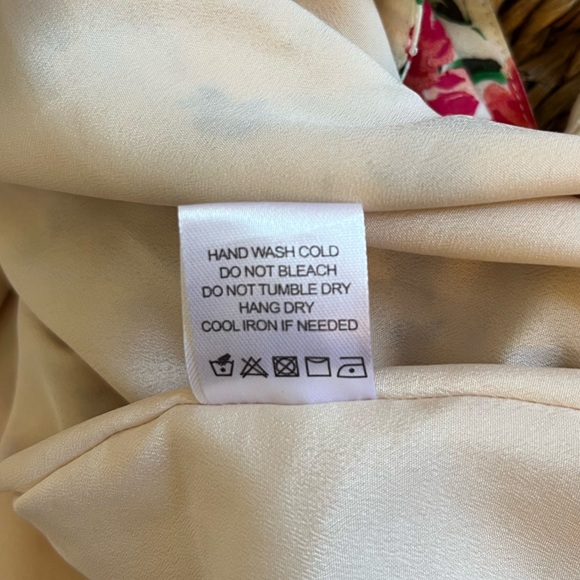 HAND WASH COLD
DO NOT BLEACH
DO NOT TUMBLE DRY
HANG DRY
COOL IRON IF NEEDED